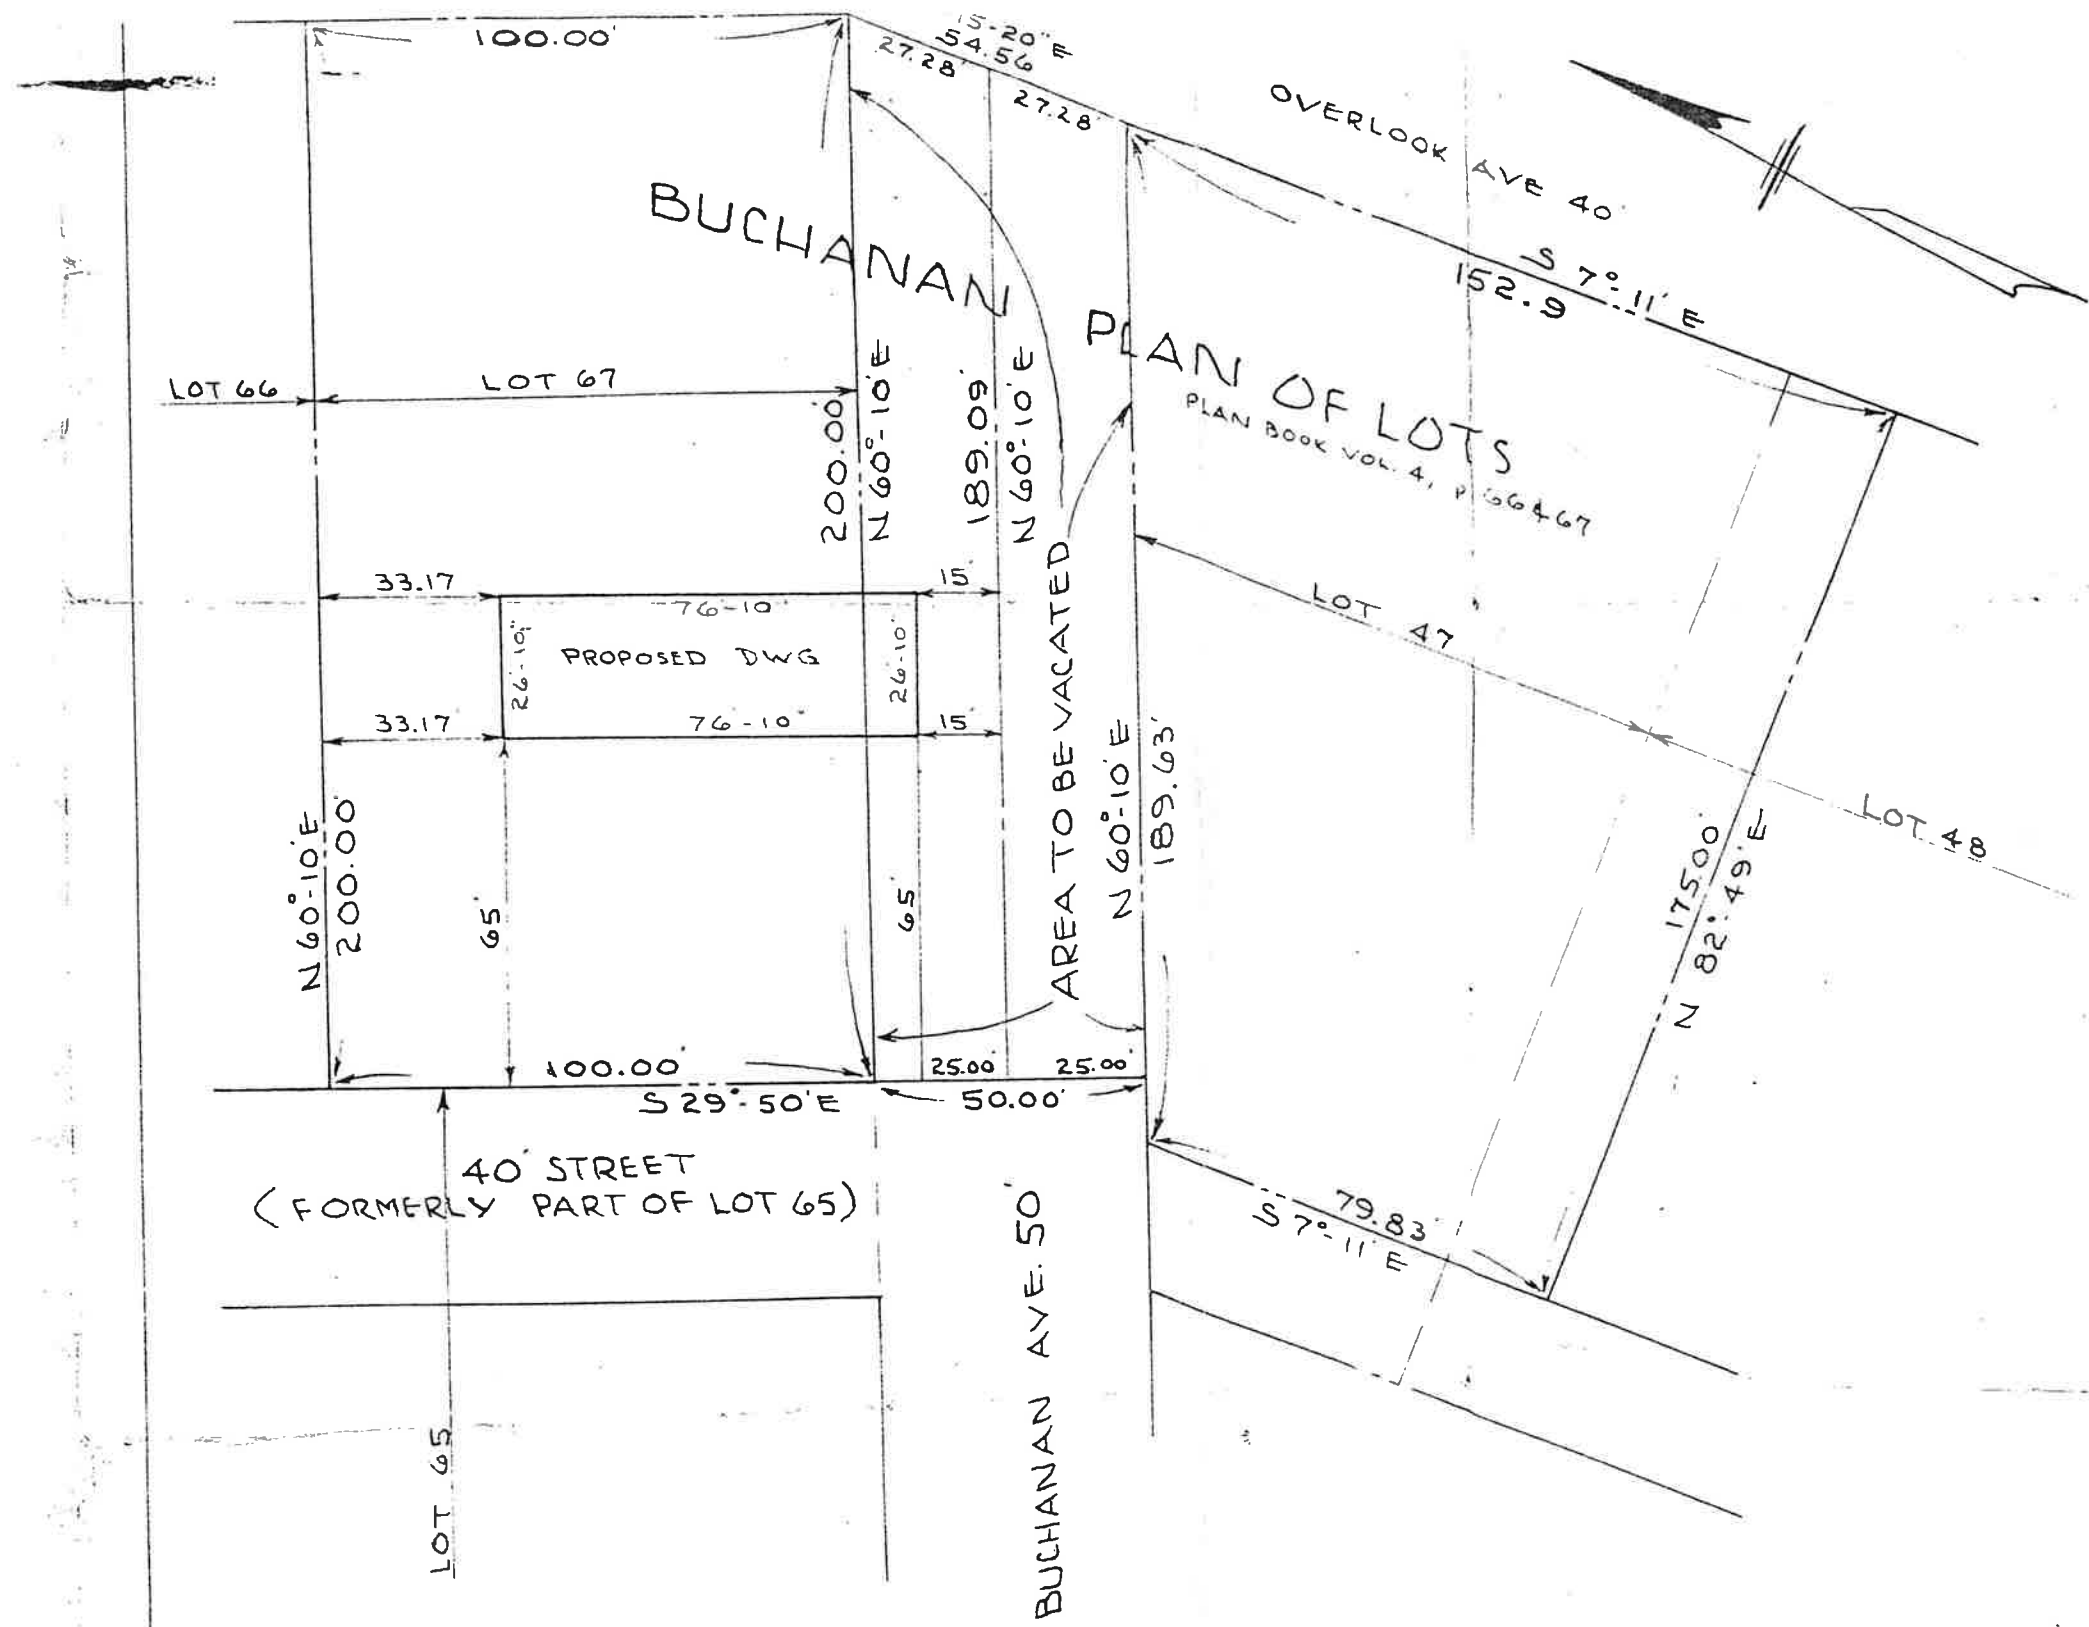 100.00'
15'-20" E
54.56
27.28'
27.28'
OVERLOOK AVE 40'
S 7°-11' E
152.9
BUCHANAN PLAN OF LOTS
PLAN BOOK VOL. 4, P 66 & 67
LOT 66
LOT 67
200.00'
N 60°-10' E
189.09'
N 60°-10' E
33.17
76'-10"
15'
26'-10"
PROPOSED DWG
26'-10"
33.17
76'-10"
15'
LOT 47
LOT 48
AREA TO BE VACATED
N 60°-10' E
189.63'
N 60°-10' E
200.00'
65'
65'
175.00'
N 82°-49' E
100.00'
25.00'
25.00'
S 29°-50' E
50.00'
40' STREET
(FORMERLY PART OF LOT 65)
79.83'
S 7°-11' E
LOT 65
BUCHANAN AVE. 50'